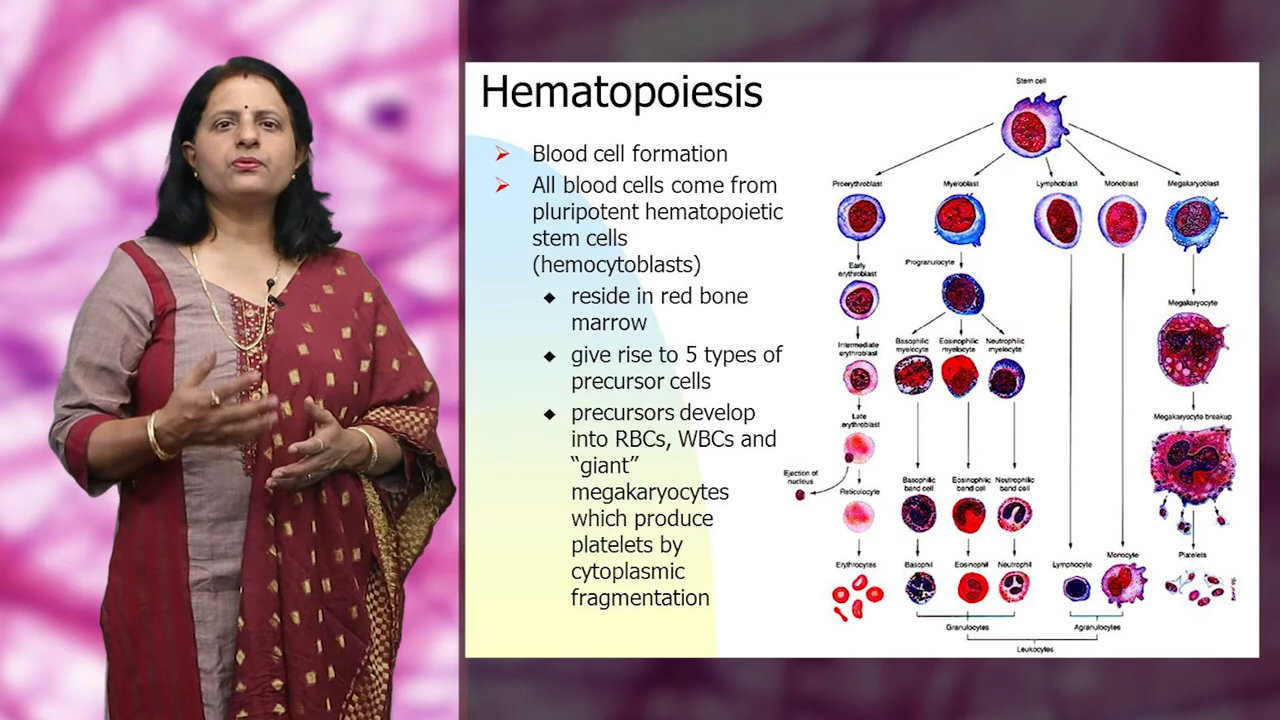 Hematopoiesis
Blood cell formation
All blood cells come from
pluripotent hematopoietic
stem cells
(hemocytoblasts)
reside in red bone
marrow
give rise to 5 types of
precursor cells
precursors develop
into RBCs, WBCs and
“giant”
megakaryocytes
which produce
platelets by
cytoplasmic
fragmentation
Stem cell
Proerythroblast
Myeloblast
Lymphoblast
Monoblast
Megakaryoblast
Early
erythroblast
Progranulocyte
Megakaryocyte
Intermediate
erythroblast
Basophilic
myelocyte
Eosinophilic
myelocyte
Neutrophilic
myelocyte
Late
erythroblast
Megakaryocyte breakup
Ejection of
nucleus
Reticulocyte
Basophilic
band cell
Eosinophilic
band cell
Neutrophilic
band cell
Erythrocytes
Basophil
Eosinophil
Neutrophil
Lymphocyte
Monocyte
Platelets
Granulocytes
Agranulocytes
Leukocytes